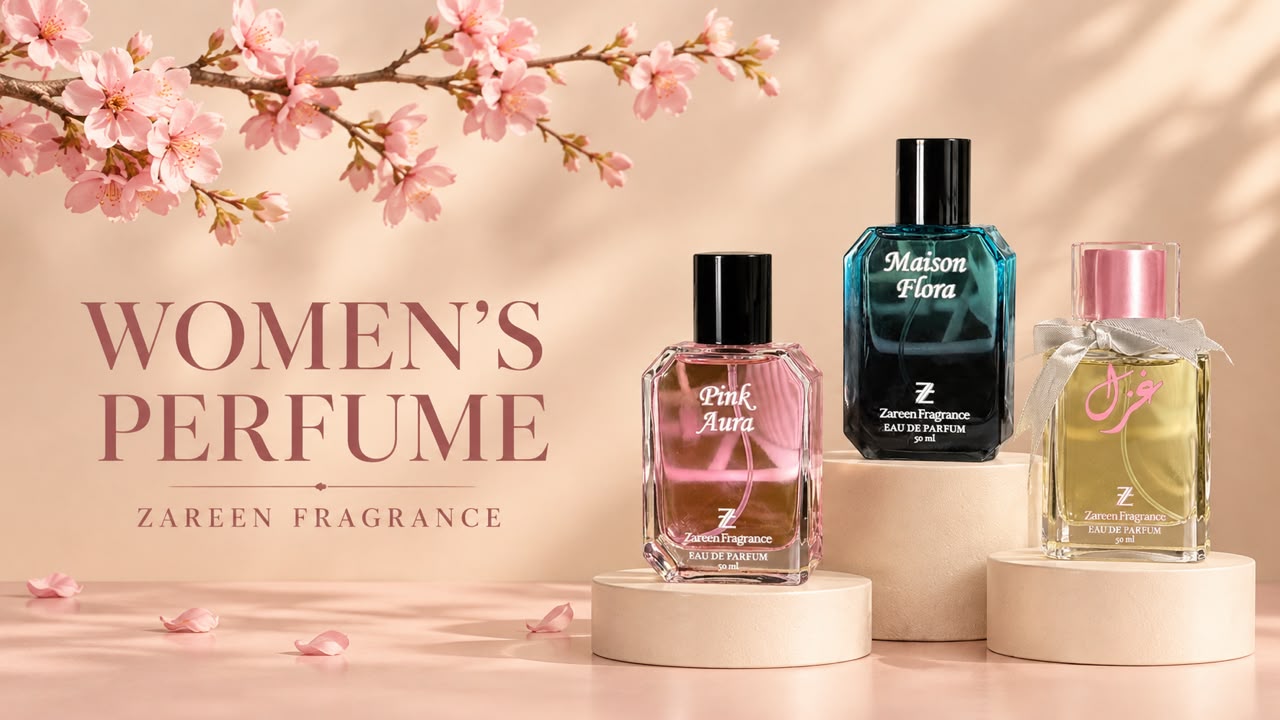 WOMEN'S
PERFUME
ZAREEN FRAGRANCE
Pink
Aura
Z
Zareen Fragrance
EAU DE PARFUM
50 ml
Maison
Flora
Z
Zareen Fragrance
EAU DE PARFUM
50 ml
غزل
Z
Zareen Fragrance
EAU DE PARFUM
50 ml